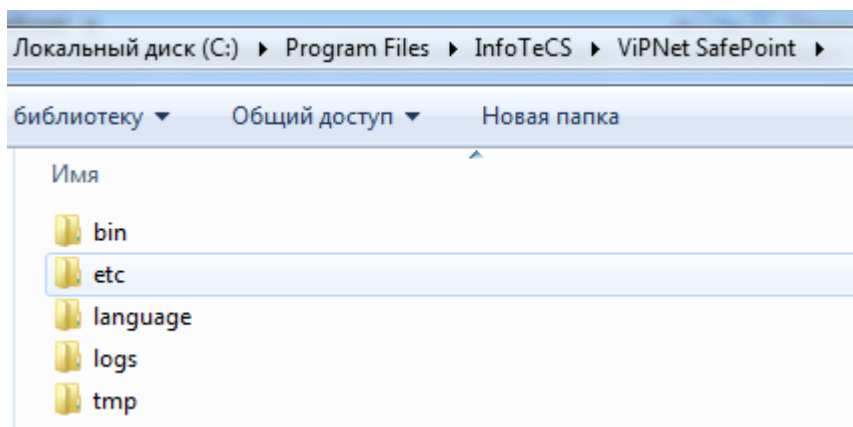 Локальный диск (C:) ▸ Program Files ▸ InfoTeCS ▸ ViPNet SafePoint ▸
библиотеку ▾ Общий доступ ▾ Новая папка
Имя
bin
etc
language
logs
tmp